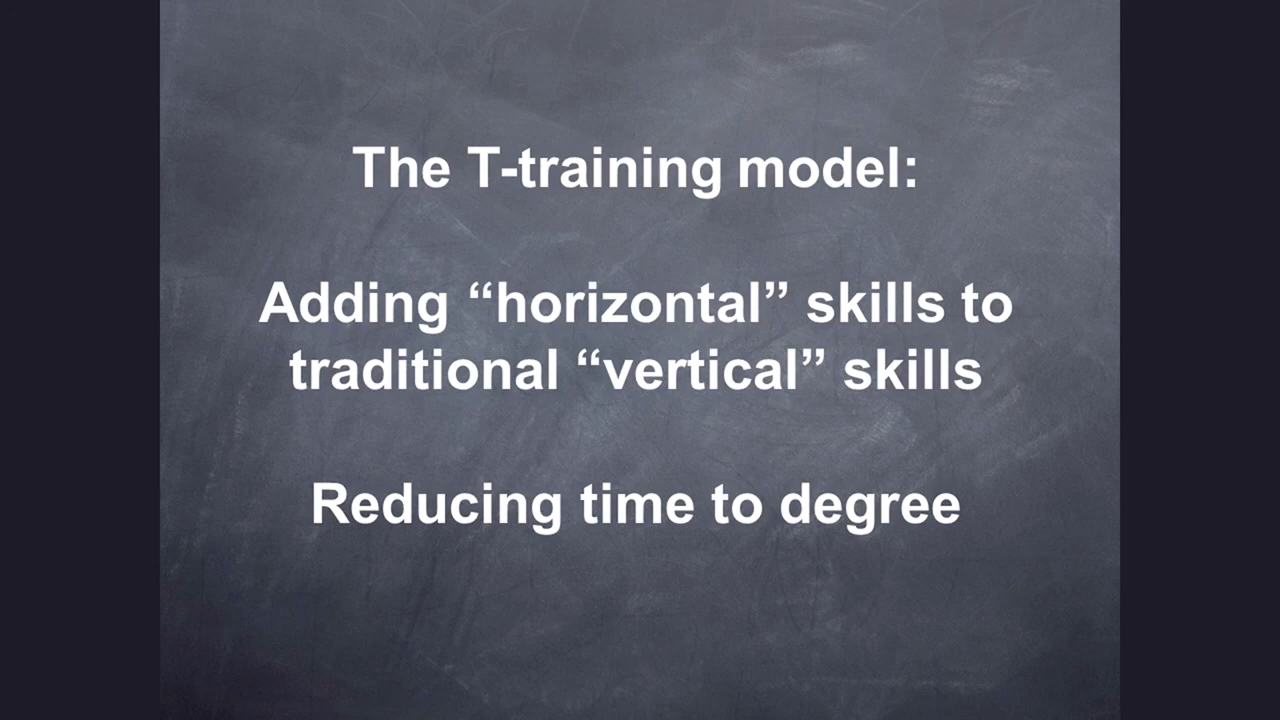 The T-training model:
Adding “horizontal” skills to
traditional “vertical” skills
Reducing time to degree